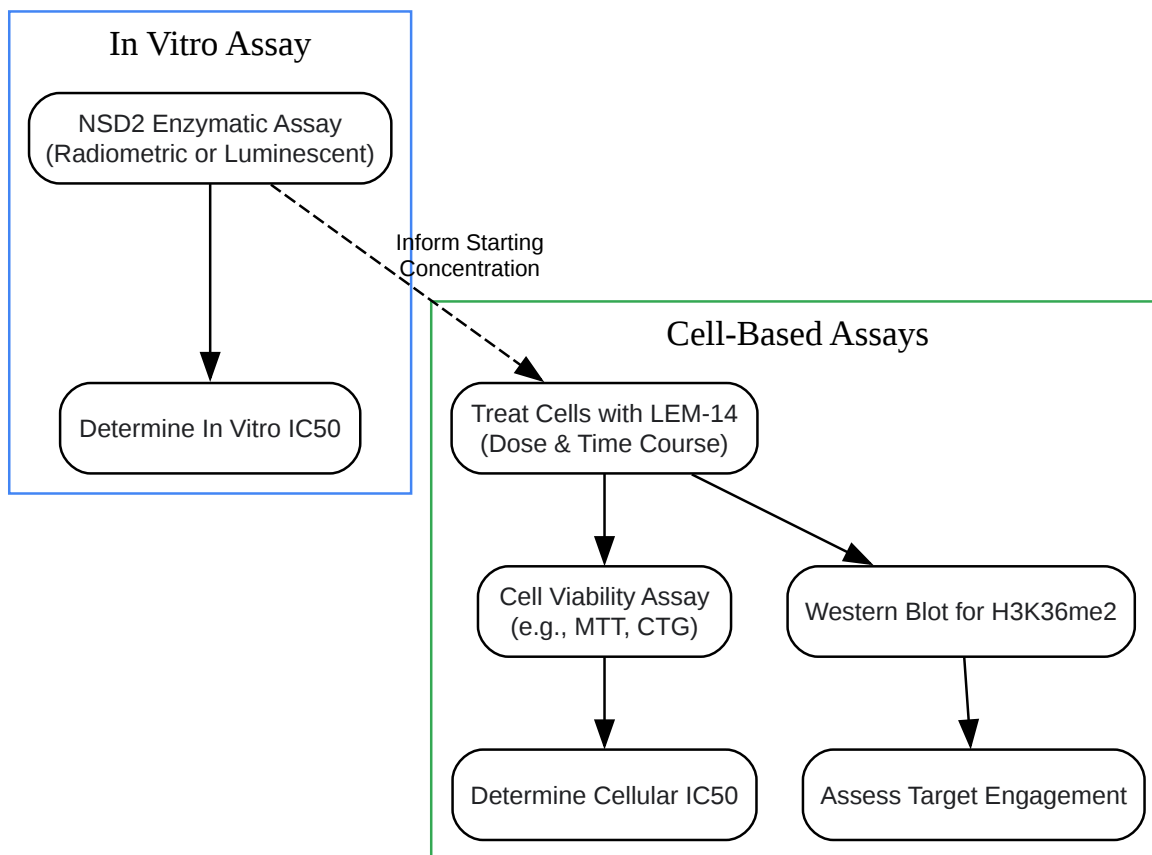 In Vitro Assay
NSD2 Enzymatic Assay
(Radiometric or Luminescent)
Inform Starting
Concentration
Determine In Vitro IC50
Cell-Based Assays
Treat Cells with LEM-14
(Dose & Time Course)
Cell Viability Assay
(e.g., MTT, CTG)
Western Blot for H3K36me2
Determine Cellular IC50
Assess Target Engagement